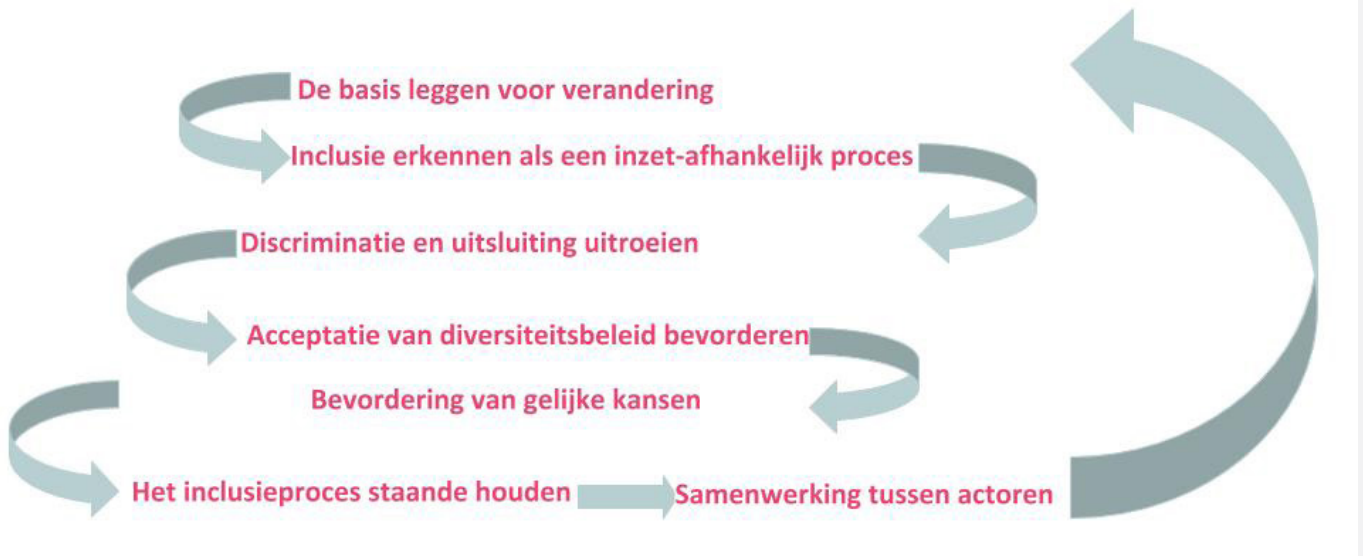 De basis leggen voor verandering
Inclusie erkennen als een inzet-afhankelijk proces
Discriminatie en uitsluiting uitroeien
Acceptatie van diversiteitsbeleid bevorderen
Bevordering van gelijke kansen
Het inclusieproces staande houden
Samenwerking tussen actoren